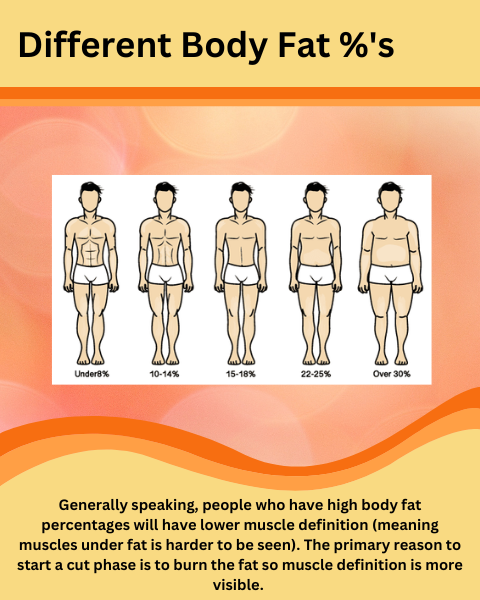 Different Body Fat %'s
Under8%
10-14%
15-18%
22-25%
Over 30%
Generally speaking, people who have high body fat
percentages will have lower muscle definition (meaning
muscles under fat is harder to be seen). The primary reason to
start a cut phase is to burn the fat so muscle definition is more
visible.